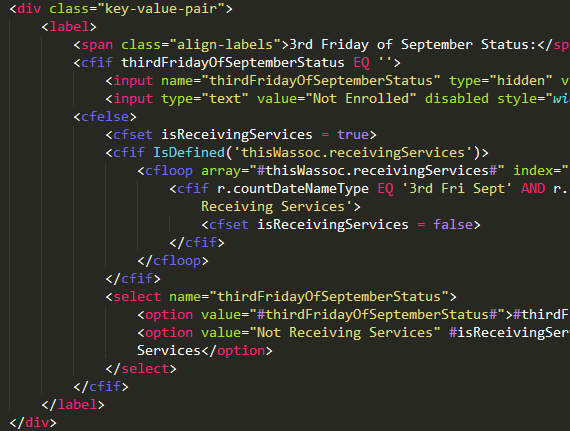 <div class="key-value-pair">
<label>
<span class="align-labels">3rd Friday of September Status:</sp
<cfif thirdFridayOfSeptemberStatus EQ ''>
<input name="thirdFridayOfSeptemberStatus" type="hidden" v
<input type="text" value="Not Enrolled" disabled style="wi
<cfelse>
<cfset isReceivingServices = true>
<cfif IsDefined('thisWassoc.receivingServices')>
<cfloop array="#thisWassoc.receivingServices#" index="
<cfif r.countDateNameType EQ '3rd Fri Sept' AND r.
Receiving Services'>
<cfset isReceivingServices = false>
</cfif>
</cfloop>
</cfif>
<select name="thirdFridayOfSeptemberStatus">
<option value="#thirdFridayOfSeptemberStatus#">#thirdF
<option value="Not Receiving Services" #isReceivingSer
Services</option>
</select>
</cfif>
</label>
</div>